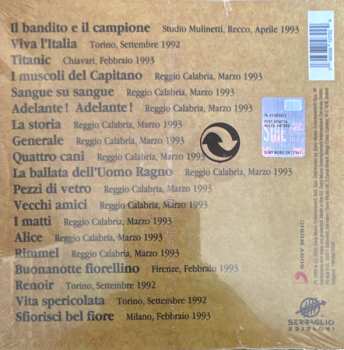 Il bandito e il campione Studio Mulinetti, Recco, Aprile 1993
Viva l'Italia Torino, Settembre 1992
Titanic Chiavari, Febbraio 1993
I muscoli del Capitano Reggio Calabria, Marzo 1993
Sangue su sangue Reggio Calabria, Marzo 1993
Adelante! Adelante! Reggio Calabria, Marzo 1993
La storia Reggio Calabria, Marzo 1993
Generale Reggio Calabria, Marzo 1993
Quattro cani Reggio Calabria, Marzo 1993
La ballata dell'Uomo Ragno Reggio Calabria, Marzo 1993
Pezzi di vetro Reggio Calabria, Marzo 1993
Vecchi amici Reggio Calabria, Marzo 1993
I matti Reggio Calabria, Marzo 1993
Alice Reggio Calabria, Marzo 1993
Rimmel Reggio Calabria, Marzo 1993
Buonanotte fiorellino Firenze, Febbraio 1993
Renoir Torino, Settembre 1992
Vita spericolata Torino, Settembre 1992
Sfiorisci bel fiore Milano, Febbraio 1993
SONY MUSIC
SERRAGLIO
EDIZIONI